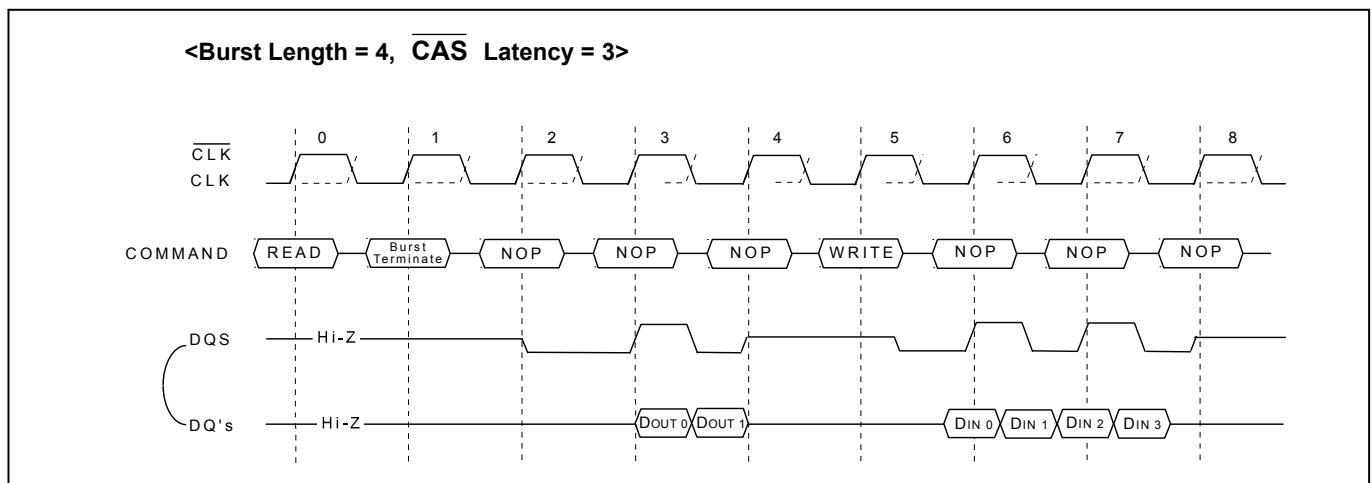 <Burst Length = 4, CAS Latency = 3>
0 1 2 3 4 5 6 7 8
CLK
CLK
COMMAND READ Burst Terminate NOP NOP NOP WRITE NOP NOP NOP
DQS Hi-Z
DQ's Hi-Z DOUT 0 DOUT 1 DIN 0 DIN 1 DIN 2 DIN 3